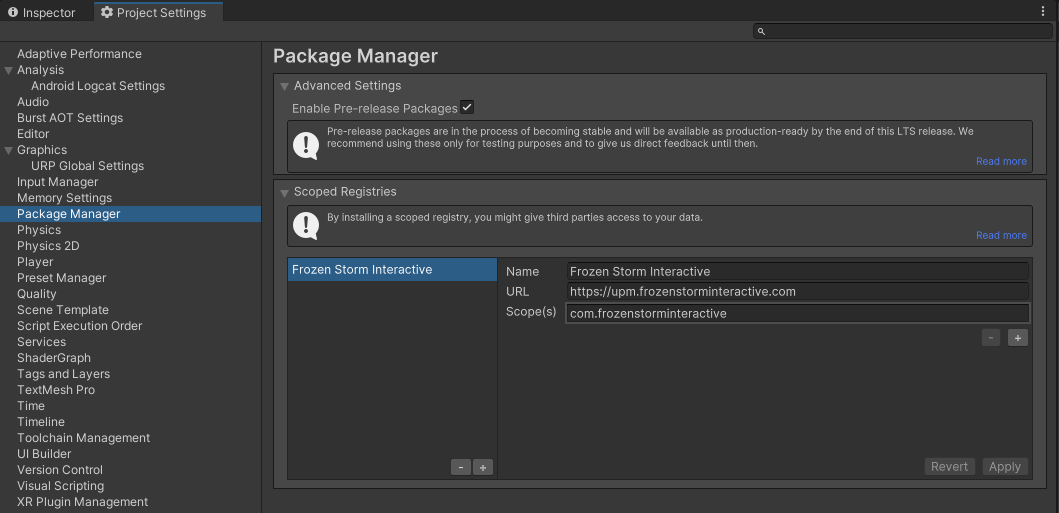 Inspector
Project Settings
Adaptive Performance
Analysis
Android Logcat Settings
Audio
Burst AOT Settings
Editor
Graphics
URP Global Settings
Input Manager
Memory Settings
Package Manager
Physics
Physics 2D
Player
Preset Manager
Quality
Scene Template
Script Execution Order
Services
ShaderGraph
Tags and Layers
TextMesh Pro
Time
Timeline
Toolchain Management
UI Builder
Version Control
Visual Scripting
XR Plugin Management
Package Manager
Advanced Settings
Enable Pre-release Packages
Pre-release packages are in the process of becoming stable and will be available as production-ready by the end of this LTS release. We
recommend using these only for testing purposes and to give us direct feedback until then.
Read more
Scoped Registries
By installing a scoped registry, you might give third parties access to your data.
Read more
Frozen Storm Interactive
Name Frozen Storm Interactive
URL https://upm.frozenstorminteractive.com
Scope(s) com.frozenstorminteractive
- +
- +
Revert Apply